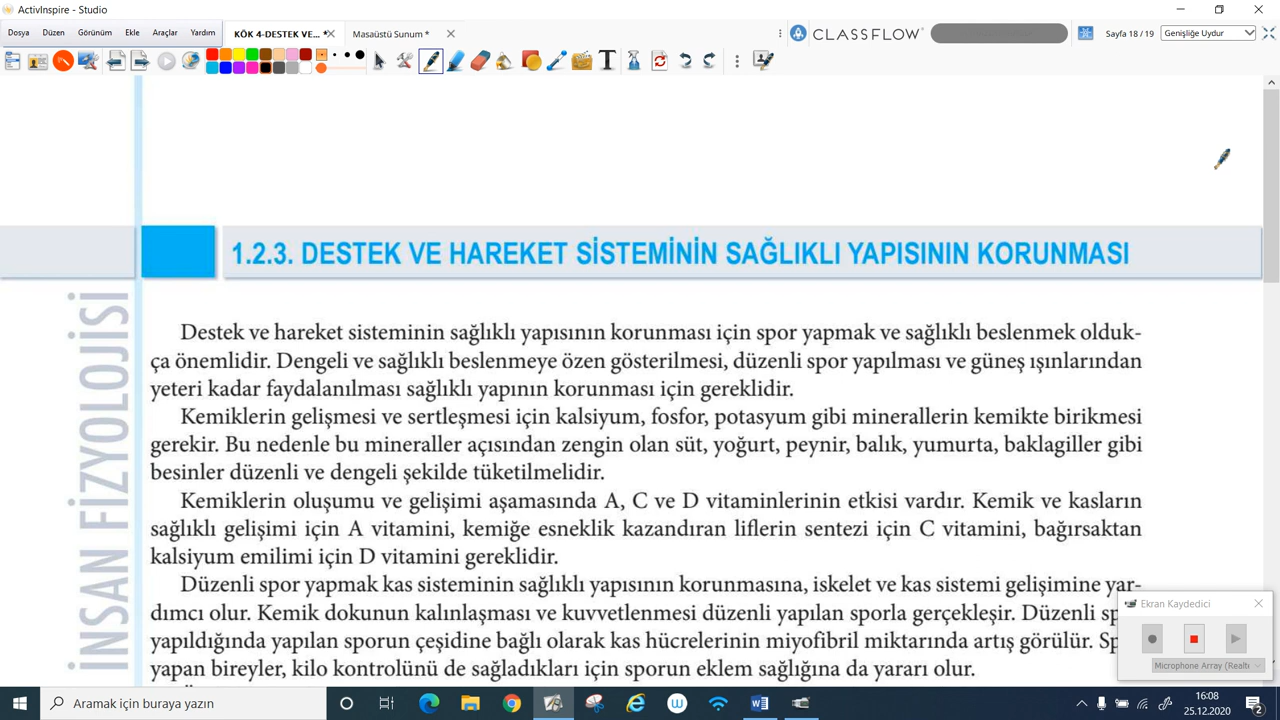 ActivInspire - Studio
Dosya Düzen Görünüm Ekle Araçlar Yardım
KÖK 4-DESTEK VE... *
Masaüstü Sunum *
CLASSFLOW
Sayfa 18 / 19
Genişliğe Uydur
1.2.3. DESTEK VE HAREKET SİSTEMİNİN SAĞLIKLI YAPISININ KORUNMASI
İNSAN FİZYOLOJİSİ
Destek ve hareket sisteminin sağlıklı yapısının korunması için spor yapmak ve sağlıklı beslenmek olduk-
ça önemlidir. Dengeli ve sağlıklı beslenmeye özen gösterilmesi, düzenli spor yapılması ve güneş ışınlarından
yeteri kadar faydalanılması sağlıklı yapının korunması için gereklidir.
Kemiklerin gelişmesi ve sertleşmesi için kalsiyum, fosfor, potasyum gibi minerallerin kemikte birikmesi
gerekir. Bu nedenle bu mineraller açısından zengin olan süt, yoğurt, peynir, balık, yumurta, baklagiller gibi
besinler düzenli ve dengeli şekilde tüketilmelidir.
Kemiklerin oluşumu ve gelişimi aşamasında A, C ve D vitaminlerinin etkisi vardır. Kemik ve kasların
sağlıklı gelişimi için A vitamini, kemiğe esneklik kazandıran liflerin sentezi için C vitamini, bağırsaktan
kalsiyum emilimi için D vitamini gereklidir.
Düzenli spor yapmak kas sisteminin sağlıklı yapısının korunmasına, iskelet ve kas sistemi gelişimine yar-
dımcı olur. Kemik dokunun kalınlaşması ve kuvvetlenmesi düzenli yapılan sporla gerçekleşir. Düzenli sp
yapıldığında yapılan sporun çeşidine bağlı olarak kas hücrelerinin miyofibril miktarında artış görülür. Sp
yapan bireyler, kilo kontrolünü de sağladıkları için sporun eklem sağlığına da yararı olur.
Ekran Kaydedici
Microphone Array (Realt
Aramak için buraya yazın
16:08
25.12.2020
2